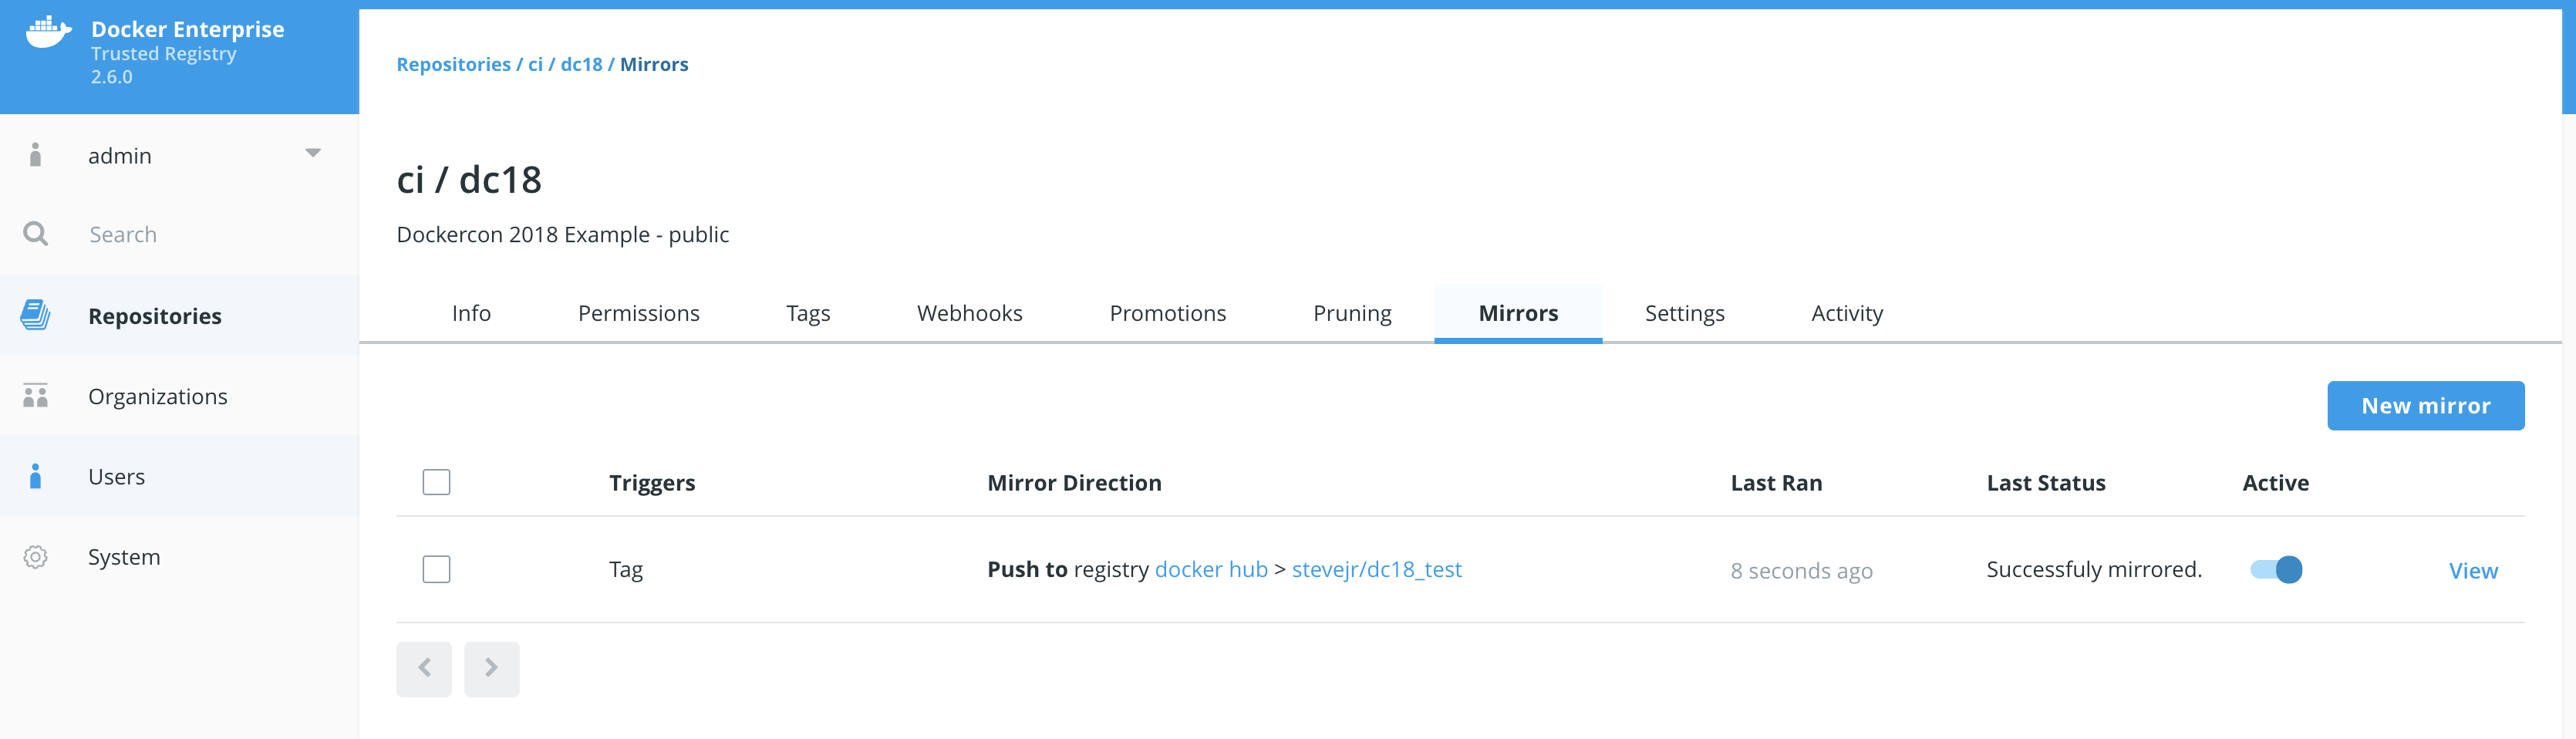 Docker Enterprise
Trusted Registry
2.6.0
admin
Search
Repositories
Organizations
Users
System
Repositories / ci / dc18 / Mirrors
ci / dc18
Dockercon 2018 Example - public
Info Permissions Tags Webhooks Promotions Pruning Mirrors Settings Activity
New mirror
Triggers Mirror Direction Last Ran Last Status Active
Tag Push to registry docker hub > stevejr/dc18_test 8 seconds ago Successfuly mirrored. View